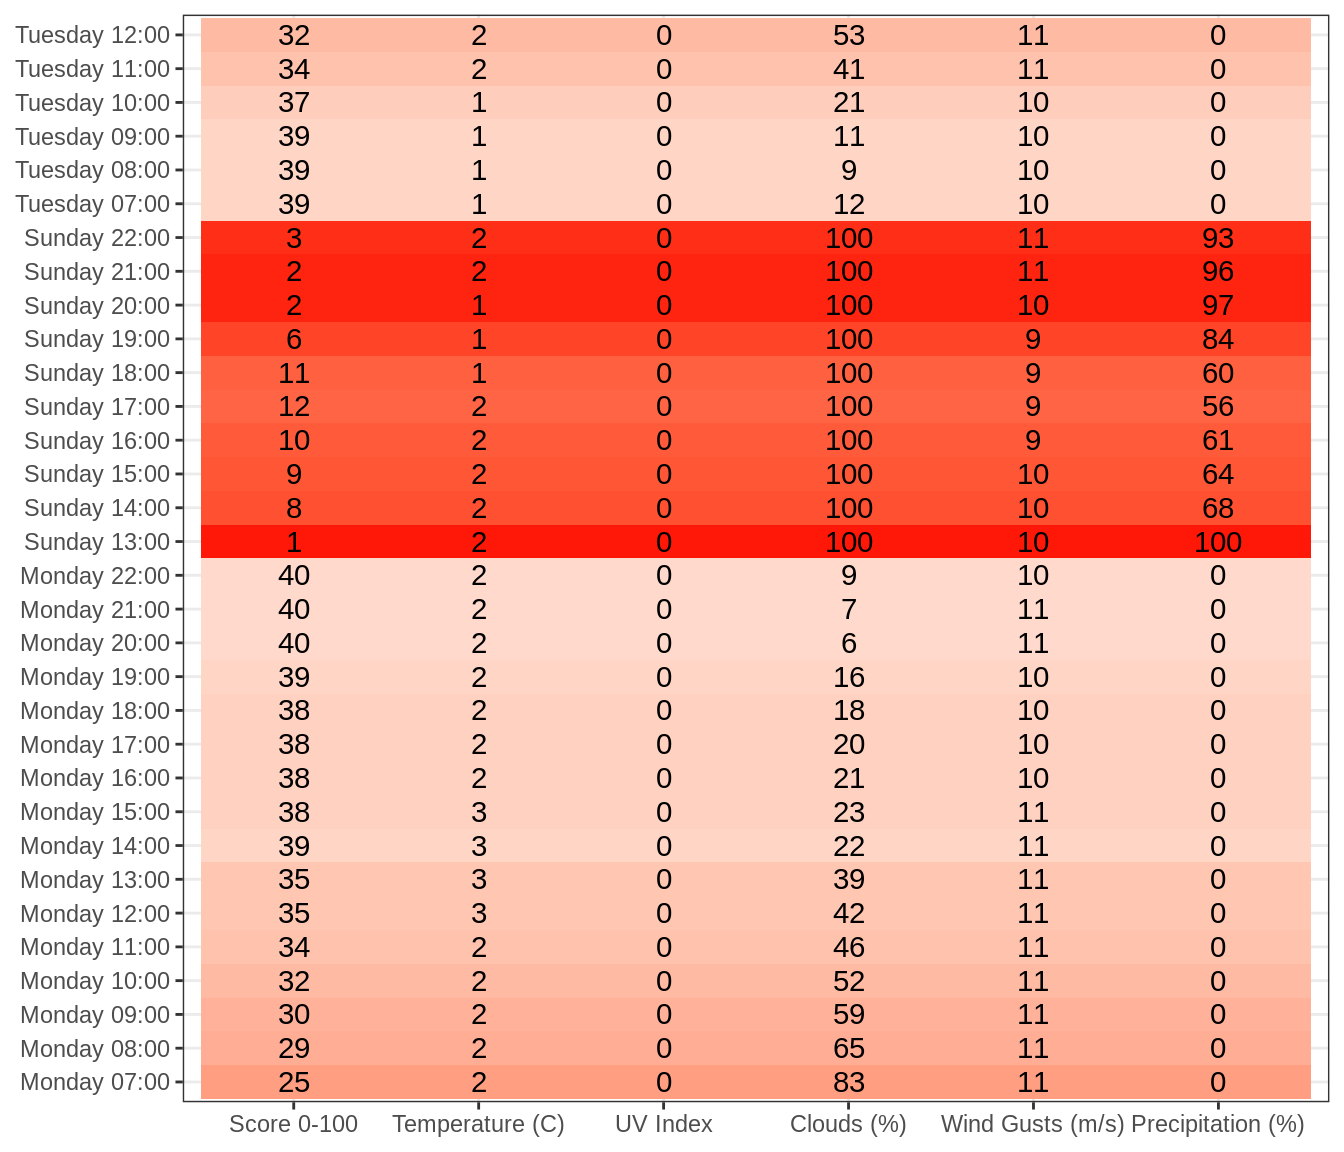 Tuesday 12:00 32 2 0 53 11 0
Tuesday 11:00 34 2 0 41 11 0
Tuesday 10:00 37 1 0 21 10 0
Tuesday 09:00 39 1 0 11 10 0
Tuesday 08:00 39 1 0 9 10 0
Tuesday 07:00 39 1 0 12 10 0
Sunday 22:00 3 2 0 100 11 93
Sunday 21:00 2 2 0 100 11 96
Sunday 20:00 2 1 0 100 10 97
Sunday 19:00 6 1 0 100 9 84
Sunday 18:00 11 1 0 100 9 60
Sunday 17:00 12 2 0 100 9 56
Sunday 16:00 10 2 0 100 9 61
Sunday 15:00 9 2 0 100 10 64
Sunday 14:00 8 2 0 100 10 68
Sunday 13:00 1 2 0 100 10 100
Monday 22:00 40 2 0 9 10 0
Monday 21:00 40 2 0 7 11 0
Monday 20:00 40 2 0 6 11 0
Monday 19:00 39 2 0 16 10 0
Monday 18:00 38 2 0 18 10 0
Monday 17:00 38 2 0 20 10 0
Monday 16:00 38 2 0 21 10 0
Monday 15:00 38 3 0 23 11 0
Monday 14:00 39 3 0 22 11 0
Monday 13:00 35 3 0 39 11 0
Monday 12:00 35 3 0 42 11 0
Monday 11:00 34 2 0 46 11 0
Monday 10:00 32 2 0 52 11 0
Monday 09:00 30 2 0 59 11 0
Monday 08:00 29 2 0 65 11 0
Monday 07:00 25 2 0 83 11 0
Score 0-100 Temperature (C) UV Index Clouds (%) Wind Gusts (m/s) Precipitation (%)